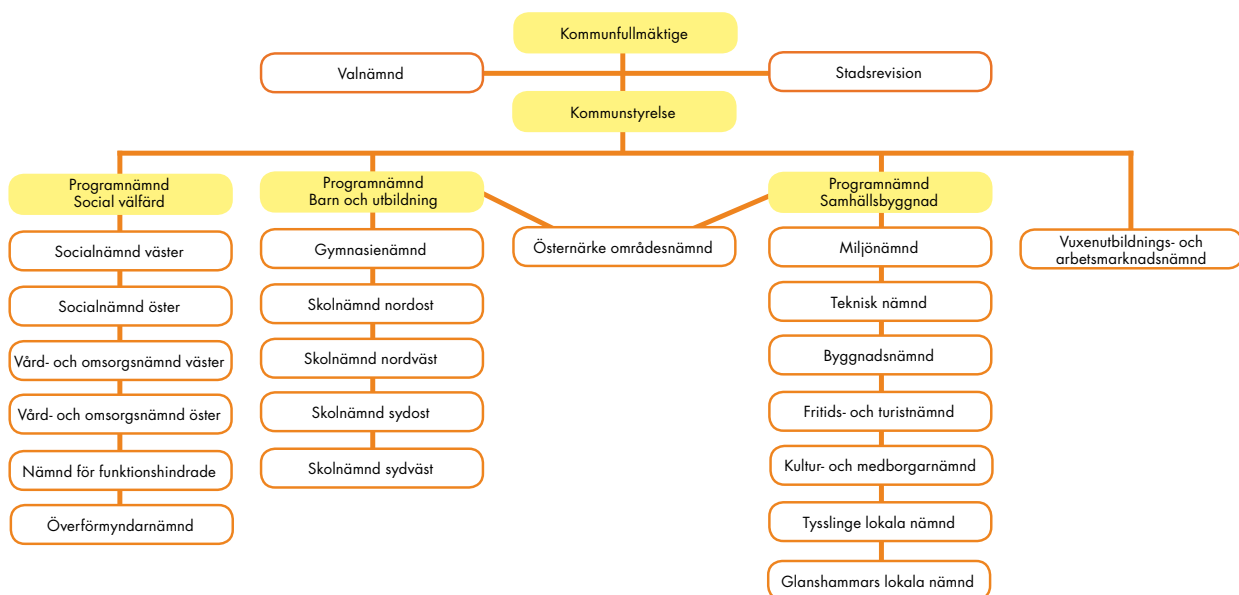 Kommunfullmäktige
Valnämnd
Stadsrevision
Kommunstyrelse
Programnämnd
Social välfärd
Socialnämnd väster
Socialnämnd öster
Vård- och omsorgsnämnd väster
Vård- och omsorgsnämnd öster
Nämnd för funktionshindrade
Överförmyndarnämnd
Programnämnd
Barn och utbildning
Gymnasienämnd
Skolnämnd nordost
Skolnämnd nordväst
Skolnämnd sydost
Skolnämnd sydväst
Östernärke områdesnämnd
Programnämnd
Samhällsbyggnad
Miljönämnd
Teknisk nämnd
Byggnadsnämnd
Fritids- och turistnämnd
Kultur- och medborgarnämnd
Tysslinge lokala nämnd
Glanshammars lokala nämnd
Vuxenutbildnings- och
arbetsmarknadsnämnd